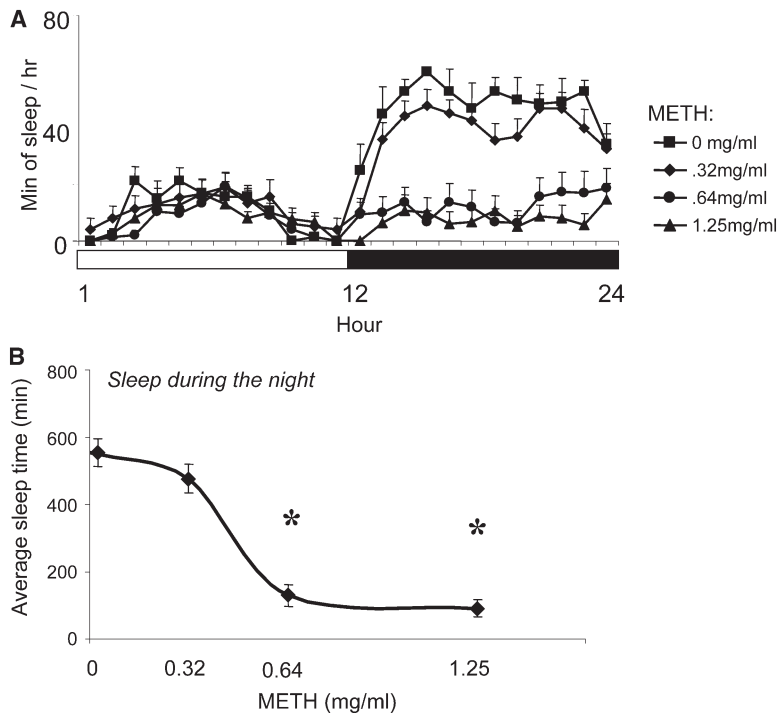 A
80
40
0
Min of sleep / hr
1
12
24
Hour
METH:
0 mg/ml
.32mg/ml
.64mg/ml
1.25mg/ml
B
Sleep during the night
800
600
400
200
0
Average sleep time (min)
*
*
0
0.32
0.64
1.25
METH (mg/ml)